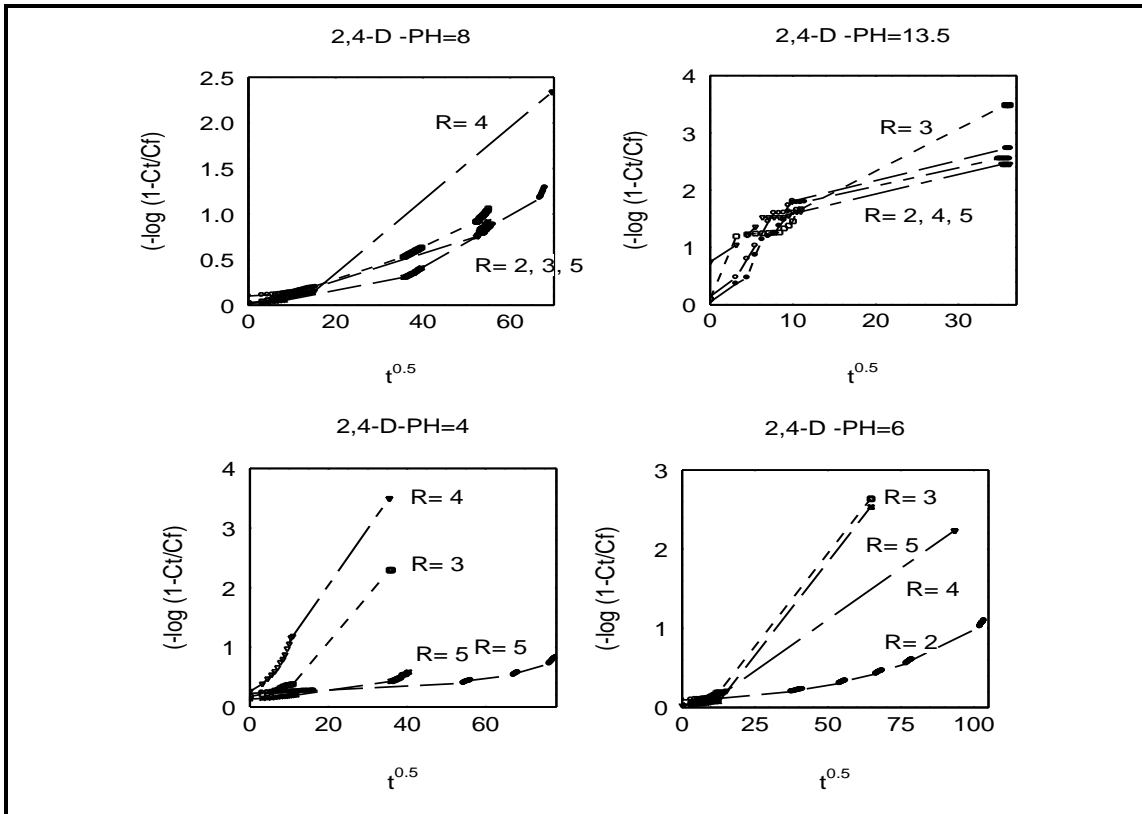 2,4-D -PH=8
2.5
2.0
1.5
1.0
0.5
0
0
20
40
60
R= 4
R= 2, 3, 5
(-log (1-Ct/Cf)
t^0.5
2,4-D -PH=13.5
4
3
2
1
0
0
10
20
30
R= 3
R= 2, 4, 5
(-log (1-Ct/Cf)
t^0.5
2,4-D-PH=4
4
3
2
1
0
0
20
40
60
R= 4
R= 3
R= 5
R= 5
(-log (1-Ct/Cf)
t^0.5
2,4-D -PH=6
3
2
1
0
0
25
50
75
100
R= 3
R= 5
R= 4
R= 2
(-log (1-Ct/Cf)
t^0.5